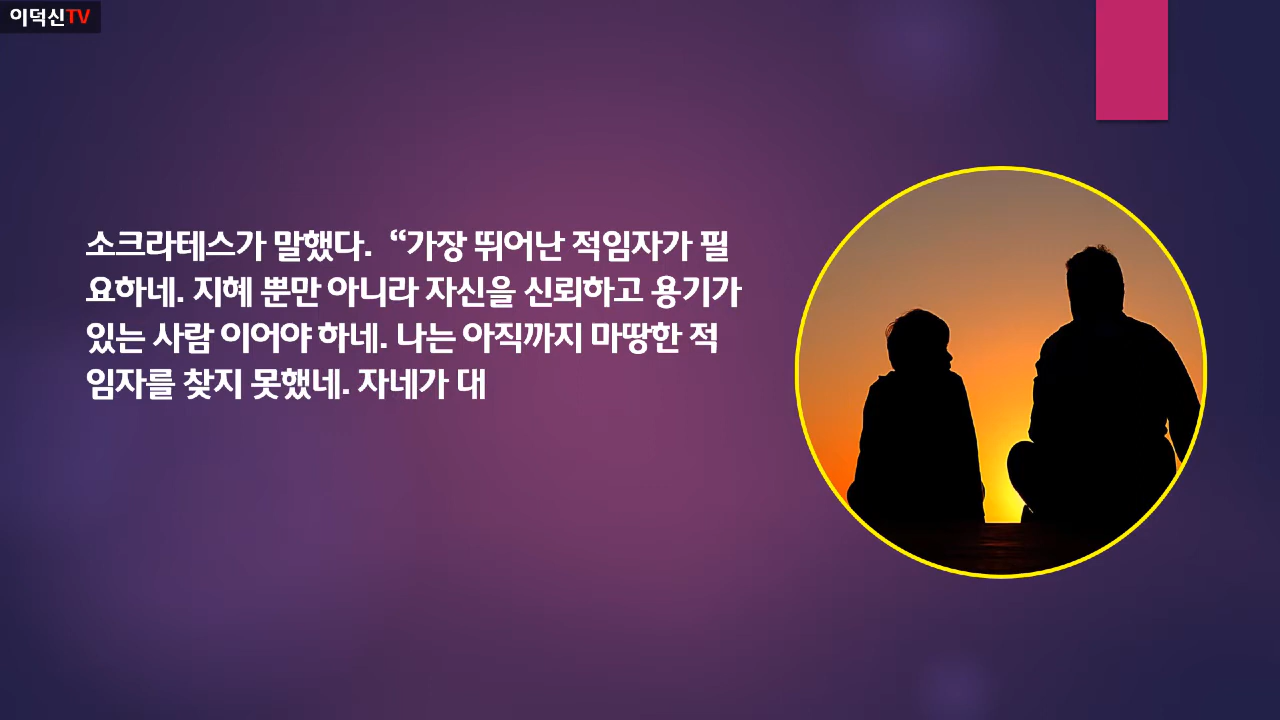 이덕신TV
소크라테스가 말했다. “가장 뛰어난 적임자가 필
요하네. 지혜 뿐만 아니라 자신을 신뢰하고 용기가
있는 사람 이어야 하네. 나는 아직까지 마땅한 적
임자를 찾지 못했네. 자네가 대